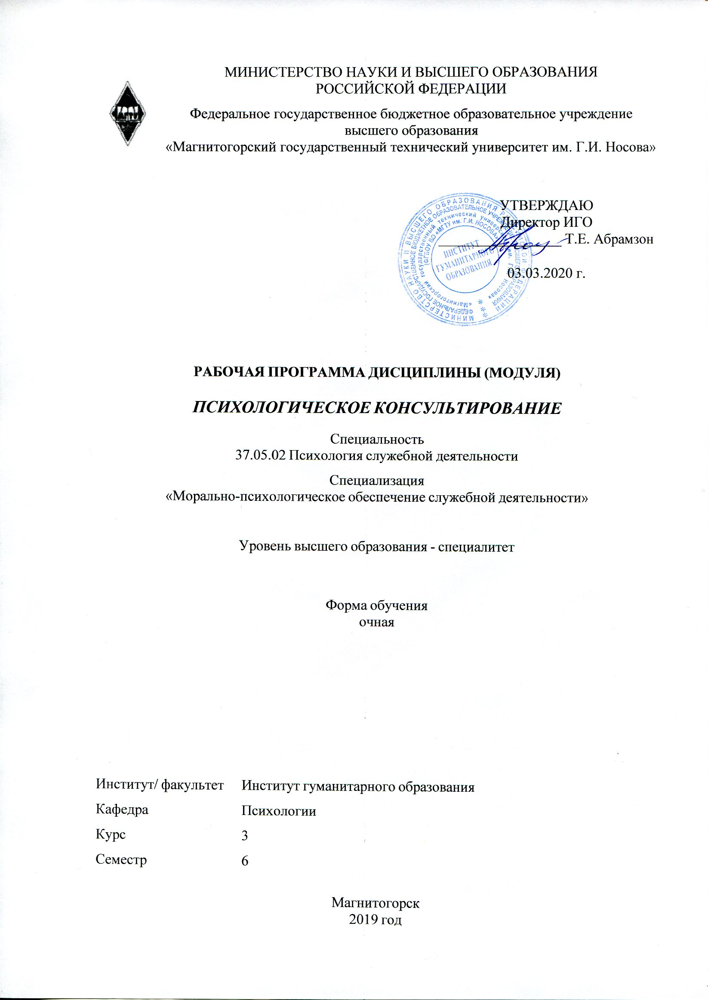 МИНИСТЕРСТВО НАУКИ И ВЫСШЕГО ОБРАЗОВАНИЯ
РОССИЙСКОЙ ФЕДЕРАЦИИ
Федеральное государственное бюджетное образовательное учреждение
высшего образования
«Магнитогорский государственный технический университет им. Г.И. Носова»
УТВЕРЖДАЮ
Директор ИГО
Т.Е. Абрамзон
03.03.2020 г.
МИНИСТЕРСТВО НАУКИ И ВЫСШЕГО ОБРАЗОВАНИЯ РОССИЙСКОЙ ФЕДЕРАЦИИ
ФЕДЕРАЛЬНОЕ ГОСУДАРСТВЕННОЕ БЮДЖЕТНОЕ ОБРАЗОВАТЕЛЬНОЕ УЧРЕЖДЕНИЕ ВЫСШЕГО ОБРАЗОВАНИЯ
«Магнитогорский государственный технический университет им. Г.И. Носова»
(ФГБОУ ВО «МГТУ им. Г.И. НОСОВА»)
ИНСТИТУТ
ГУМАНИТАРНОГО
ОБРАЗОВАНИЯ
РАБОЧАЯ ПРОГРАММА ДИСЦИПЛИНЫ (МОДУЛЯ)
ПСИХОЛОГИЧЕСКОЕ КОНСУЛЬТИРОВАНИЕ
Специальность
37.05.02 Психология служебной деятельности
Специализация
«Морально-психологическое обеспечение служебной деятельности»
Уровень высшего образования - специалитет
Форма обучения
очная
Институт/ факультет Институт гуманитарного образования
Кафедра Психологии
Курс 3
Семестр 6
Магнитогорск
2019 год